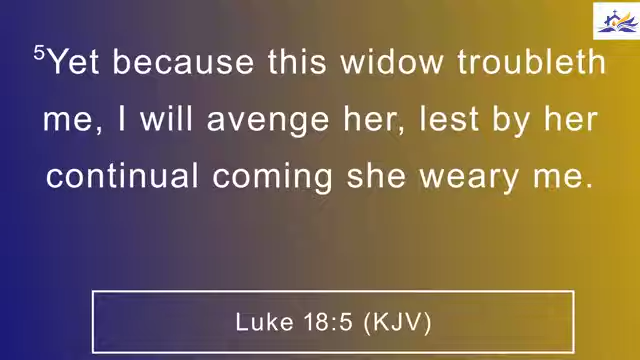 ⁵Yet because this widow troubleth
me, I will avenge her, lest by her
continual coming she weary me.
Luke 18:5 (KJV)